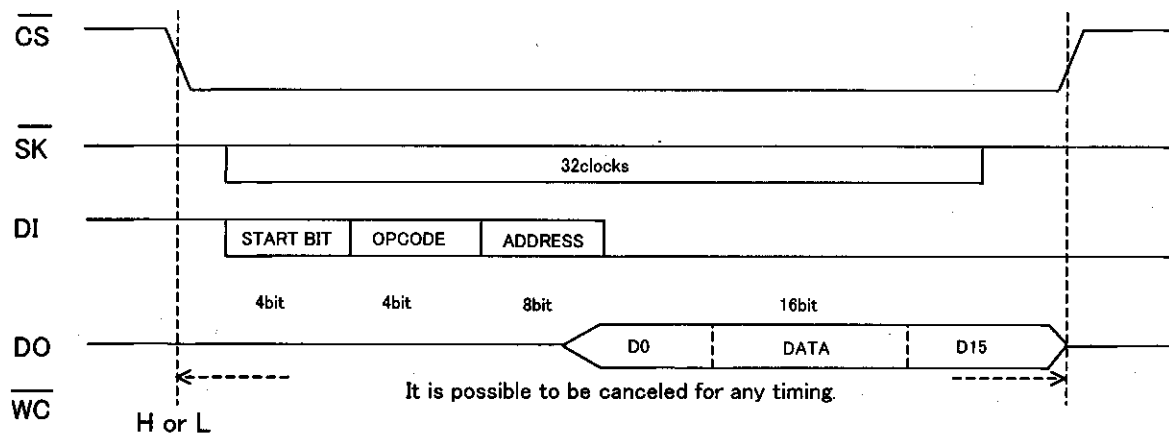 CS
SK
32clocks
DI
START BIT OPCODE ADDRESS
4bit 4bit 8bit 16bit
DO
D0 DATA D15
It is possible to be canceled for any timing.
WC
H or L